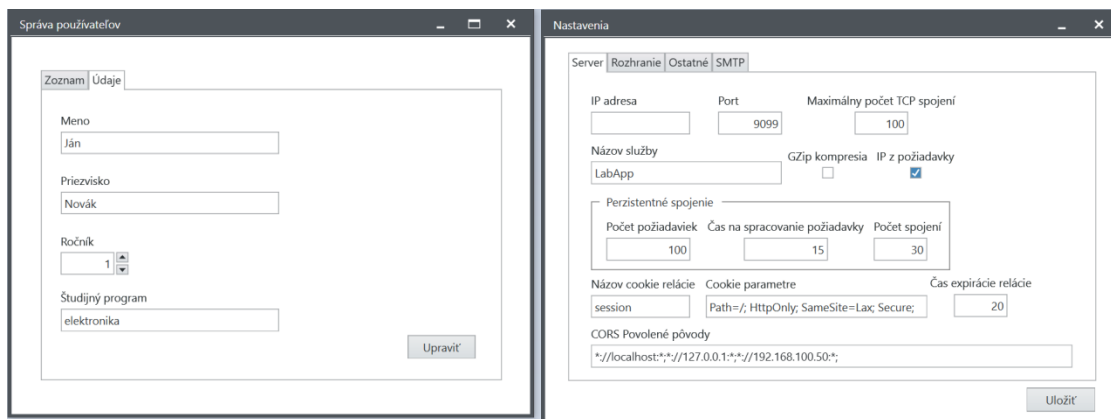 Správa používateľov
Zoznam Údaje
Meno
Ján
Priezvisko
Novák
Ročník
1
Študijný program
elektronika
Upraviť
Nastavenia
Server Rozhranie Ostatné SMTP
IP adresa Port Maximálny počet TCP spojení
9099 100
Názov služby GZip kompresia IP z požiadavky
LabApp
Perzistentné spojenie
Počet požiadaviek Čas na spracovanie požiadavky Počet spojení
100 15 30
Názov cookie relácie Cookie parametre Čas expirácie relácie
session Path=/; HttpOnly; SameSite=Lax; Secure; 20
CORS Povolené pôvody
*://localhost:*;*://127.0.0.1:*;*://192.168.100.50:*;
Uložiť